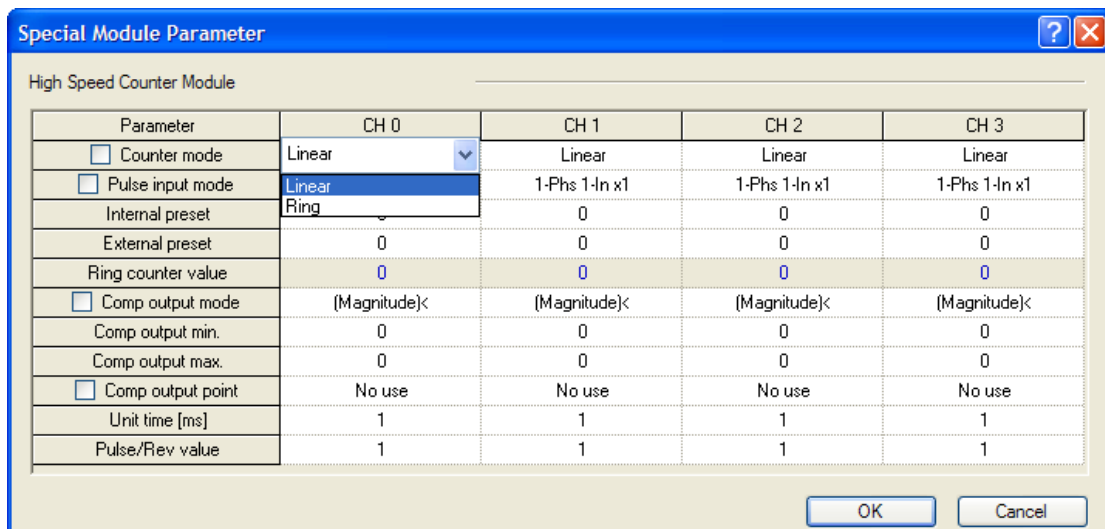 Special Module Parameter
High Speed Counter Module
Parameter CH 0 CH 1 CH 2 CH 3
Counter mode Linear Linear Linear Linear
Linear
Ring
Pulse input mode 1-Phs 1-In x1 1-Phs 1-In x1 1-Phs 1-In x1
Internal preset 0 0 0
External preset 0 0 0 0
Ring counter value 0 0 0 0
Comp output mode (Magnitude)< (Magnitude)< (Magnitude)< (Magnitude)<
Comp output min. 0 0 0 0
Comp output max. 0 0 0 0
Comp output point No use No use No use No use
Unit time [ms] 1 1 1 1
Pulse/Rev value 1 1 1 1
OK Cancel